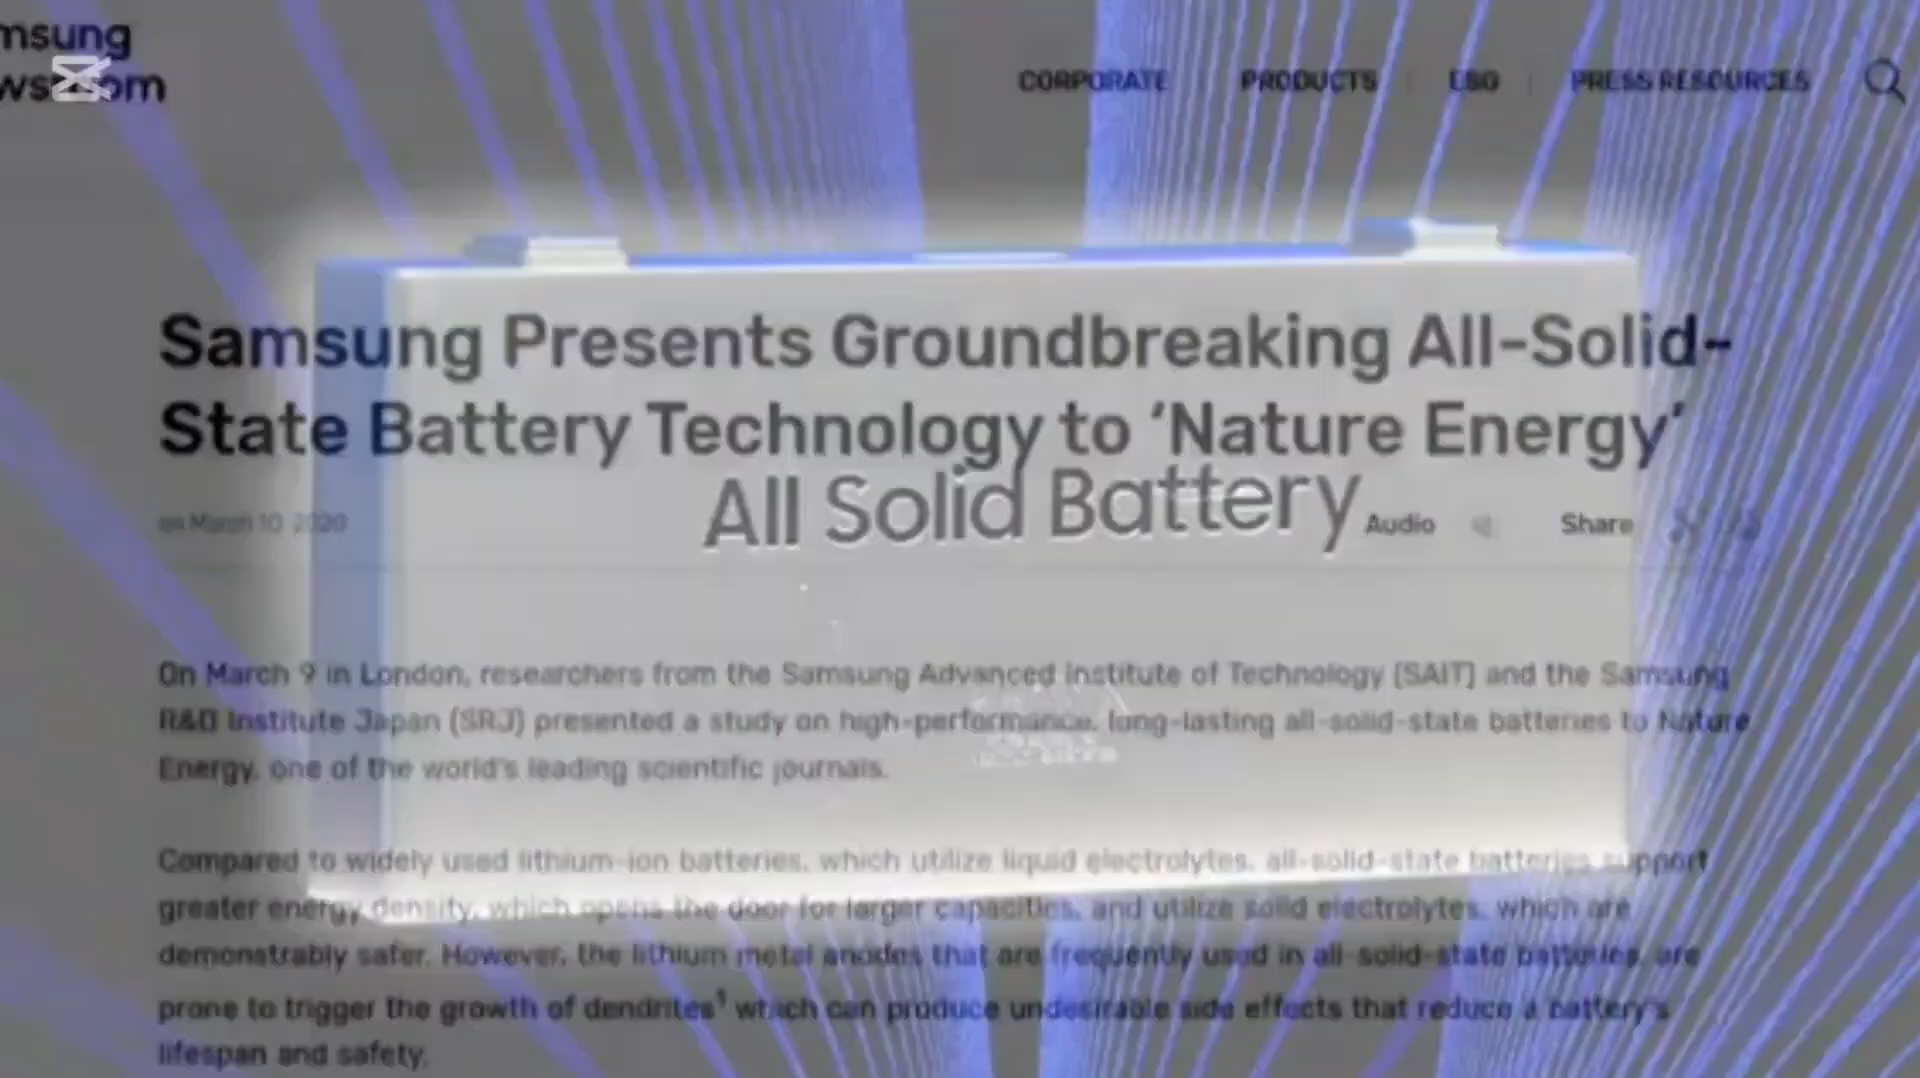 msung
CORPORATE PRODUCTS ESG PRESS RESOURCES
Samsung Presents Groundbreaking All-Solid-
State Battery Technology to ‘Nature Energy’
All Solid Battery
on March 10 2020 Audio Share
On March 9 in London, researchers from the Samsung Advanced Institute of Technology (SAIT) and the Samsung
R&D Institute Japan (SRJ) presented a study on high-performance, long-lasting all-solid-state batteries to Nature
Energy, one of the world's leading scientific journals.
Compared to widely used lithium-ion batteries, which utilize liquid electrolytes, all-solid-state batteries support
greater energy density, which opens the door for larger capacities, and utilize solid electrolytes, which are
demonstrably safer. However, the lithium metal anodes that are frequently used in all-solid-state batteries, are
prone to trigger the growth of dendrites¹ which can produce undesirable side effects that reduce a battery's
lifespan and safety.